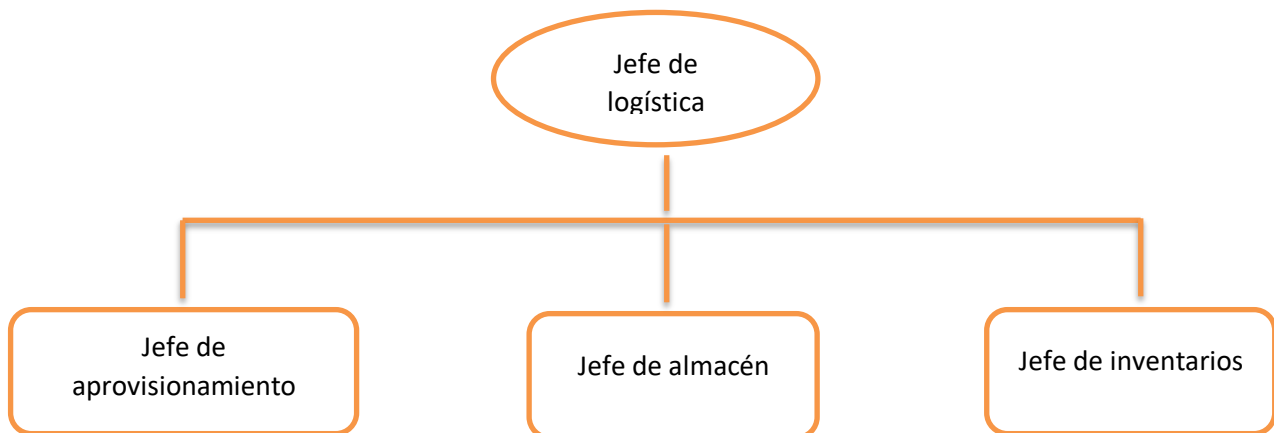 Jefe de
logística
Jefe de
aprovisionamiento
Jefe de almacén
Jefe de inventarios